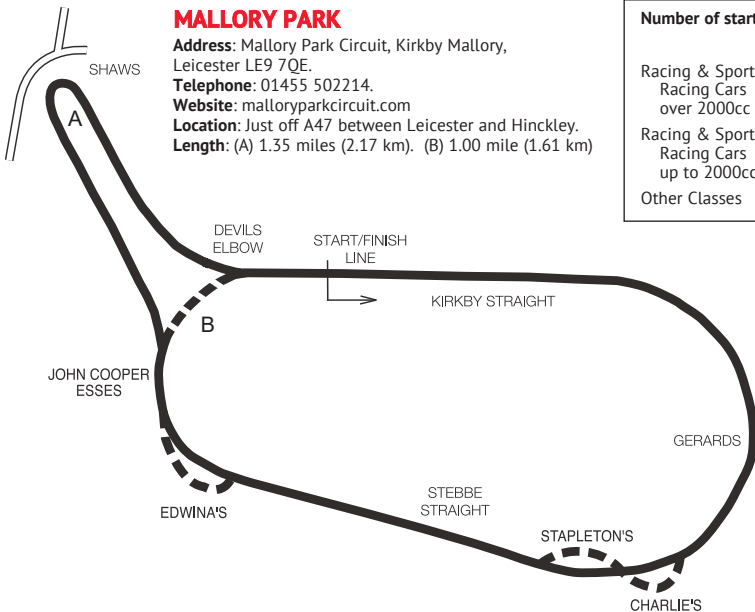 MALLORY PARK
Address: Mallory Park Circuit, Kirkby Mallory,
Leicester LE9 7QE.
Telephone: 01455 502214.
Website: malloryparkcircuit.com
Location: Just off A47 between Leicester and Hinckley.
Length: (A) 1.35 miles (2.17 km). (B) 1.00 mile (1.61 km)
Number of start
Racing & Sport
Racing Cars
over 2000cc
Racing & Sport
Racing Cars
up to 2000cc
Other Classes
SHAWS
A
DEVILS
ELBOW
START/FINISH
LINE
KIRKBY STRAIGHT
B
JOHN COOPER
ESSES
GERARDS
EDWINA'S
STEBBE
STRAIGHT
STAPLETON'S
CHARLIE'S